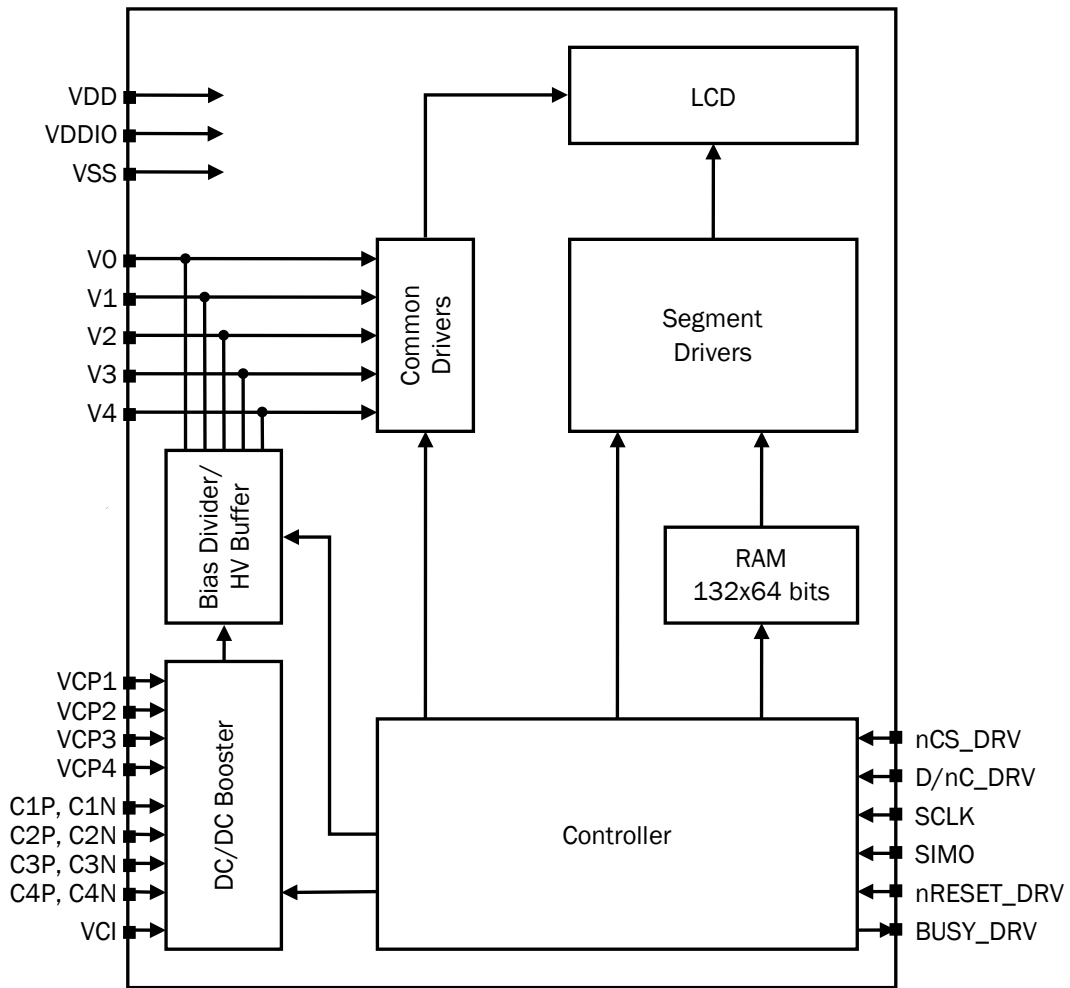 VDD
VDDIO
VSS
LCD
V0
V1
V2
V3
V4
Common
Drivers
Segment
Drivers
Bias Divider/
HV Buffer
RAM
132x64 bits
VCP1
VCP2
VCP3
VCP4
C1P, C1N
C2P, C2N
C3P, C3N
C4P, C4N
VCI
DC/DC Booster
Controller
nCS_DRV
D/nC_DRV
SCLK
SIMO
nRESET_DRV
BUSY_DRV